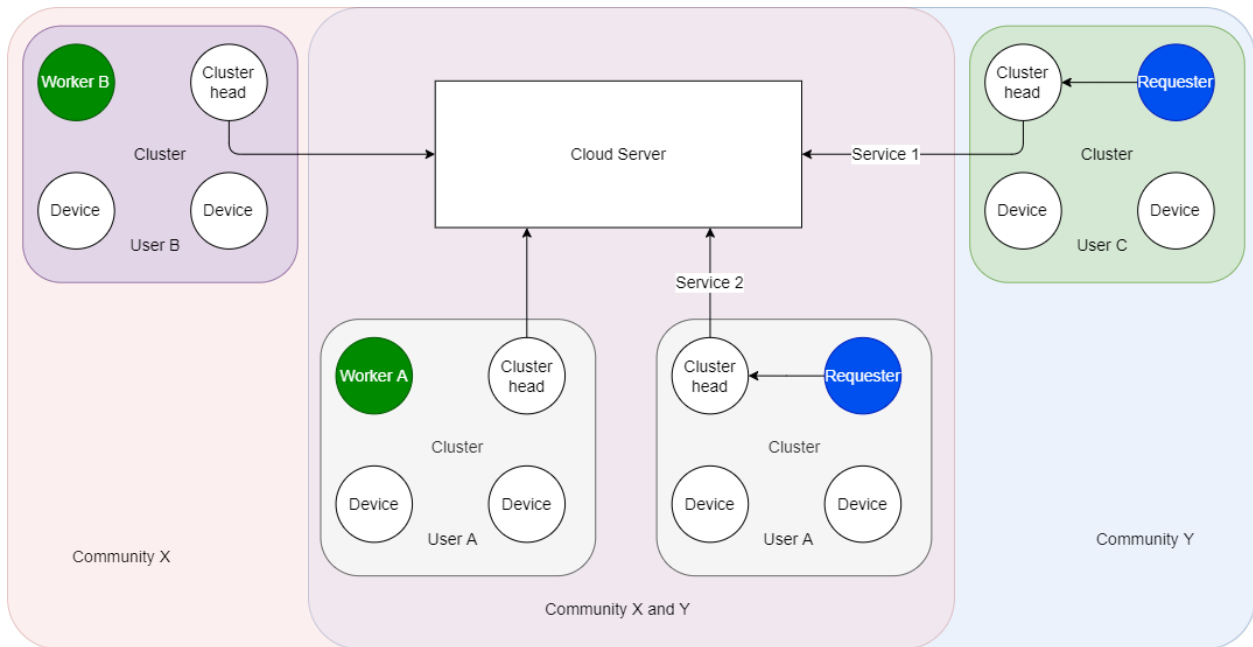 Worker B
Cluster
head
Cluster
Device
Device
User B
Cloud Server
Service 1
Service 2
Cluster
head
Requester
Cluster
Device
Device
User C
Worker A
Cluster
head
Cluster
Device
Device
User A
Cluster
head
Requester
Cluster
Device
Device
User A
Community X
Community X and Y
Community Y